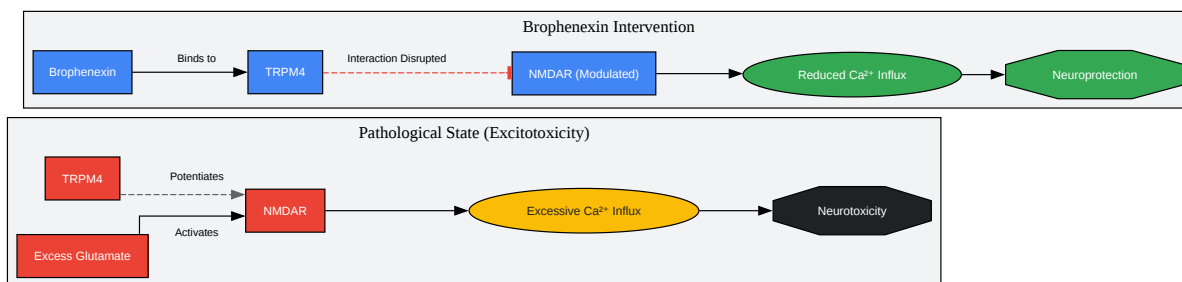 Brophenexin Intervention
Brophenexin
Binds to
TRPM4
Interaction Disrupted
NMDAR (Modulated)
Reduced Ca²⁺ Influx
Neuroprotection
Pathological State (Excitotoxicity)
TRPM4
Potentiates
NMDAR
Excessive Ca²⁺ Influx
Neurotoxicity
Activates
Excess Glutamate